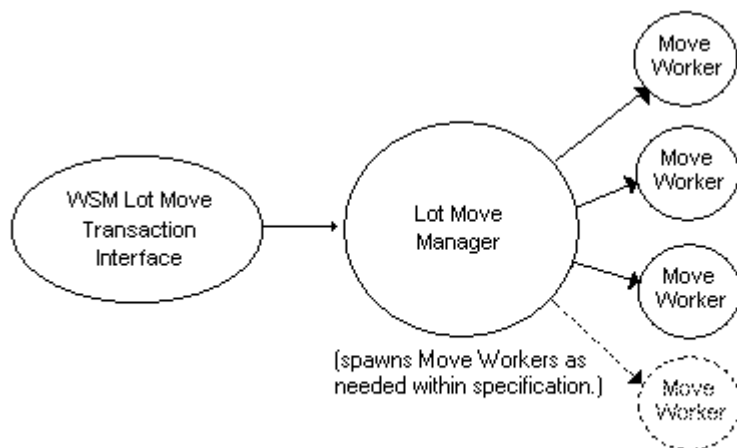 Move
Worker
Move
Worker
WSM Lot Move
Transaction
Interface
Lot Move
Manager
Move
Worker
(spawns Move Workers as
needed within specification.)
Move
Worker